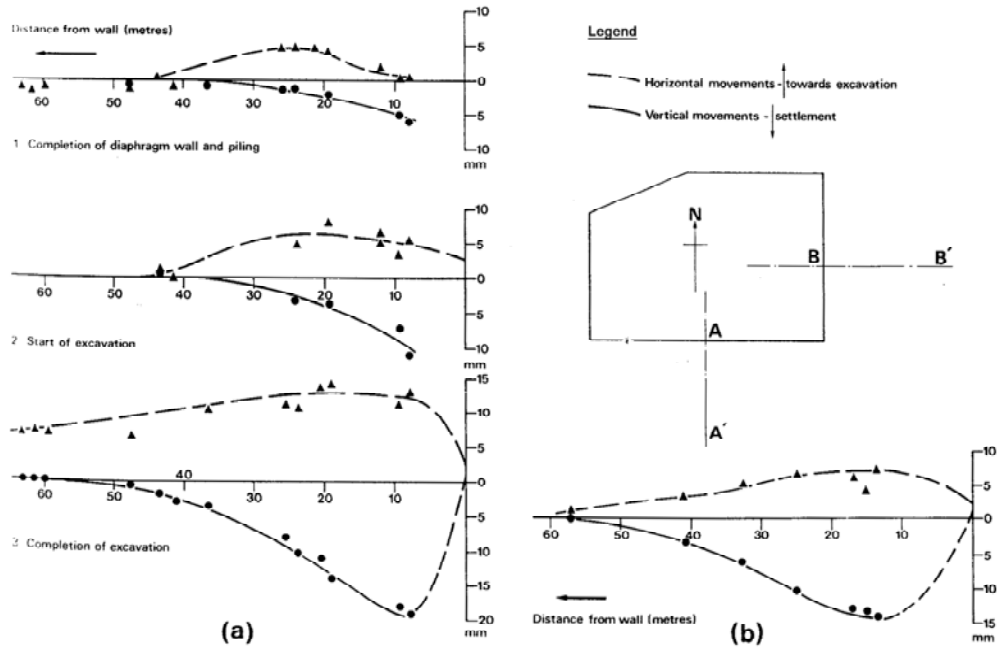 Distance from wall (metres)
10
5
0
60 50 40 30 20 10
5
10
mm
1 Completion of diaphragm wall and piling
10
5
0
60 50 40 30 20 10
5
10
mm
2 Start of excavation
15
10
5
0
60 50 40 30 20 10
5
10
15
20
mm
3 Completion of excavation
(a)
Legend
Horizontal movements - towards excavation
Vertical movements - settlement
N
B B′
A
A′
10
5
0
60 50 40 30 20 10
5
10
15
mm
Distance from wall (metres)
(b)